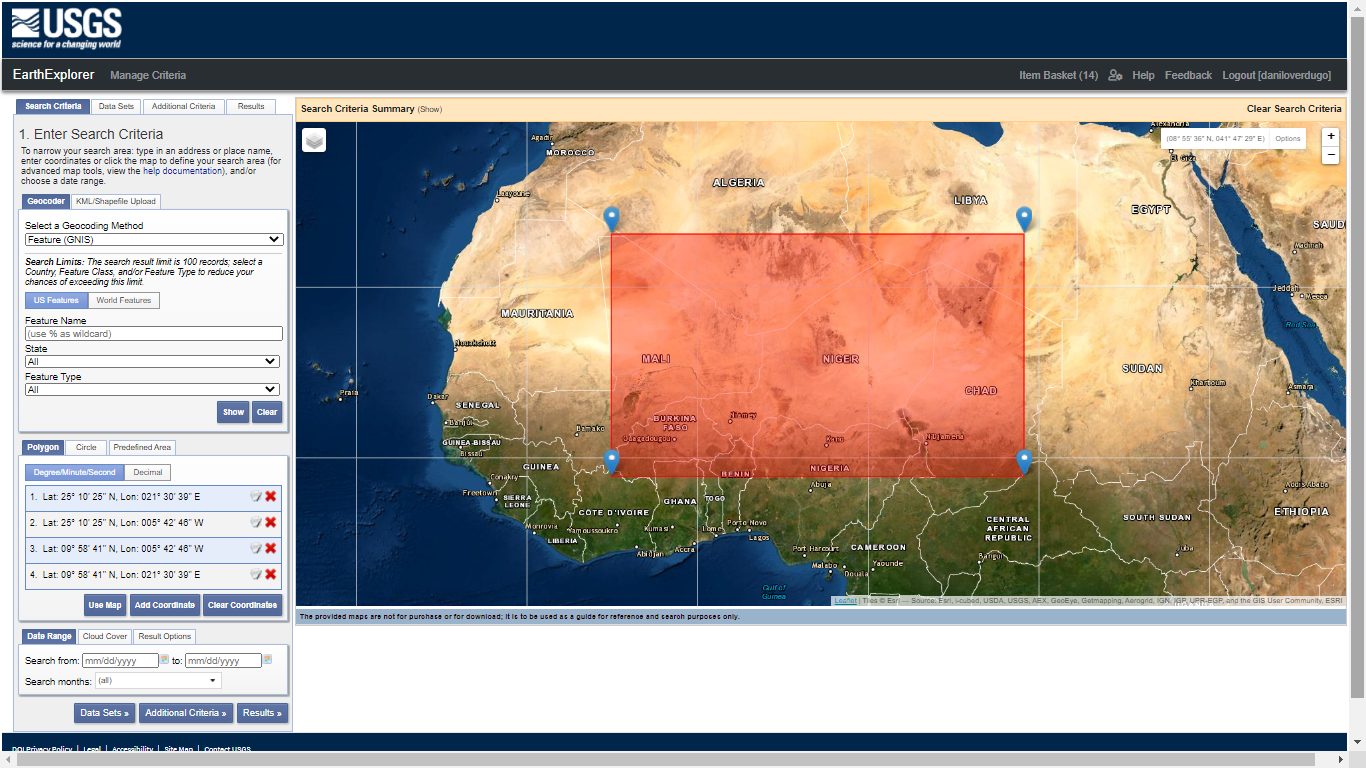 USGS
science for a changing world
EarthExplorer
Manage Criteria
Item Basket (14)
Help
Feedback
Logout [daniloverdugo]
Search Criteria
Data Sets
Additional Criteria
Results
1. Enter Search Criteria
To narrow your search area: type in an address or place name,
enter coordinates or click the map to define your search area (for
advanced map tools, view the help documentation), and/or
choose a date range.
Geocoder
KML/Shapefile Upload
Select a Geocoding Method
Feature (GNIS)
Search Limits: The search result limit is 100 records; select a
Country, Feature Class, and/or Feature Type to reduce your
chances of exceeding this limit.
US Features
World Features
Feature Name
(use % as wildcard)
State
All
Feature Type
All
Show
Clear
Polygon
Circle
Predefined Area
Degree/Minute/Second
Decimal
1. Lat: 25° 10' 25" N, Lon: 021° 30' 39" E
2. Lat: 25° 10' 25" N, Lon: 005° 42' 46" W
3. Lat: 09° 58' 41" N, Lon: 005° 42' 46" W
4. Lat: 09° 58' 41" N, Lon: 021° 30' 39" E
Use Map
Add Coordinate
Clear Coordinates
Date Range
Cloud Cover
Result Options
Search from: mm/dd/yyyy to: mm/dd/yyyy
Search months: (all)
Data Sets »
Additional Criteria »
Results »
DOI Privacy Policy | Legal | Accessibility | Site Map | Contact USGS
Search Criteria Summary (Show)
Clear Search Criteria
(08° 55' 36" N, 041° 47' 29" E)
Options
+
−
Alexandria
Agadir
MOROCCO
El Giza
ALGERIA
LIBYA
EGYPT
Laayoune
SAUD
Madinah
Jeddah
Mecca
MAURITANIA
Red Sea
Nouakchott
MALI
NIGER
SUDAN
Khartoum
Asmara
CHAD
Praia
Dakar
SENEGAL
Banjul
BURKINA
FASO
Niamey
Bamako
Ouagadougou
Kano
N'Djamena
GUINEA-BISSAU
Bissau
GUINEA
BENIN
NIGERIA
Abuja
Conakry
Freetown
SIERRA
LEONE
GHANA
TOGO
Addis Ababa
ETHIOPIA
CÔTE D'IVOIRE
Monrovia
Yamoussoukro
Kumasi
Lome
Porto Novo
Lagos
LIBERIA
Abidjan
Accra
CENTRAL
AFRICAN
REPUBLIC
SOUTH SUDAN
Port Harcourt
CAMEROON
Bangui
Juba
Malabo
Douala
Yaounde
Gulf of
Guinea
Leaflet | Tiles © Esri — Source: Esri, i-cubed, USDA, USGS, AEX, GeoEye, Getmapping, Aerogrid, IGN, IGP, UPR-EGP, and the GIS User Community, ESRI
The provided maps are not for purchase or for download; it is to be used as a guide for reference and search purposes only.